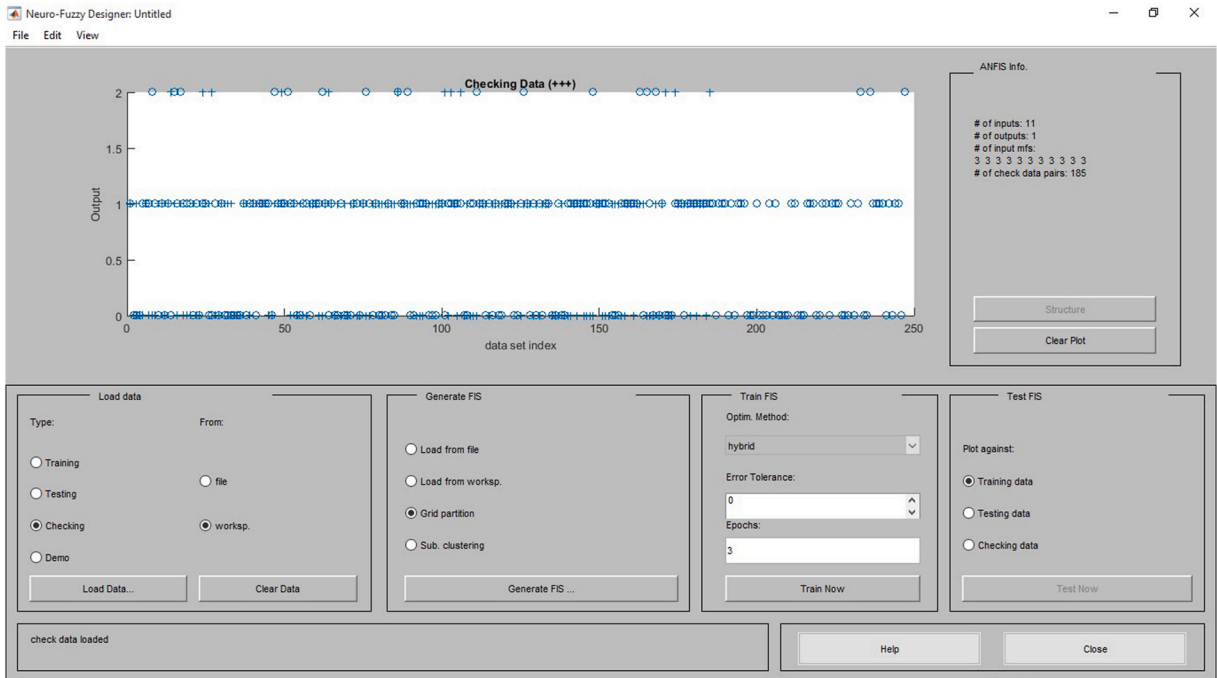 Neuro-Fuzzy Designer: Untitled
File Edit View
Checking Data (+++)
2
1.5
1
0.5
0
Output
0 50 100 150 200 250
data set index
ANFIS Info.
# of inputs: 11
# of outputs: 1
# of input mfs:
3 3 3 3 3 3 3 3 3 3 3
# of check data pairs: 185
Structure
Clear Plot
Load data
Type:
From:
Training
Testing
Checking
Demo
file
worksp.
Load Data...
Clear Data
Generate FIS
Load from file
Load from worksp.
Grid partition
Sub. clustering
Generate FIS ...
Train FIS
Optim. Method:
hybrid
Error Tolerance:
0
Epochs:
3
Train Now
Test FIS
Plot against:
Training data
Testing data
Checking data
Test Now
check data loaded
Help
Close